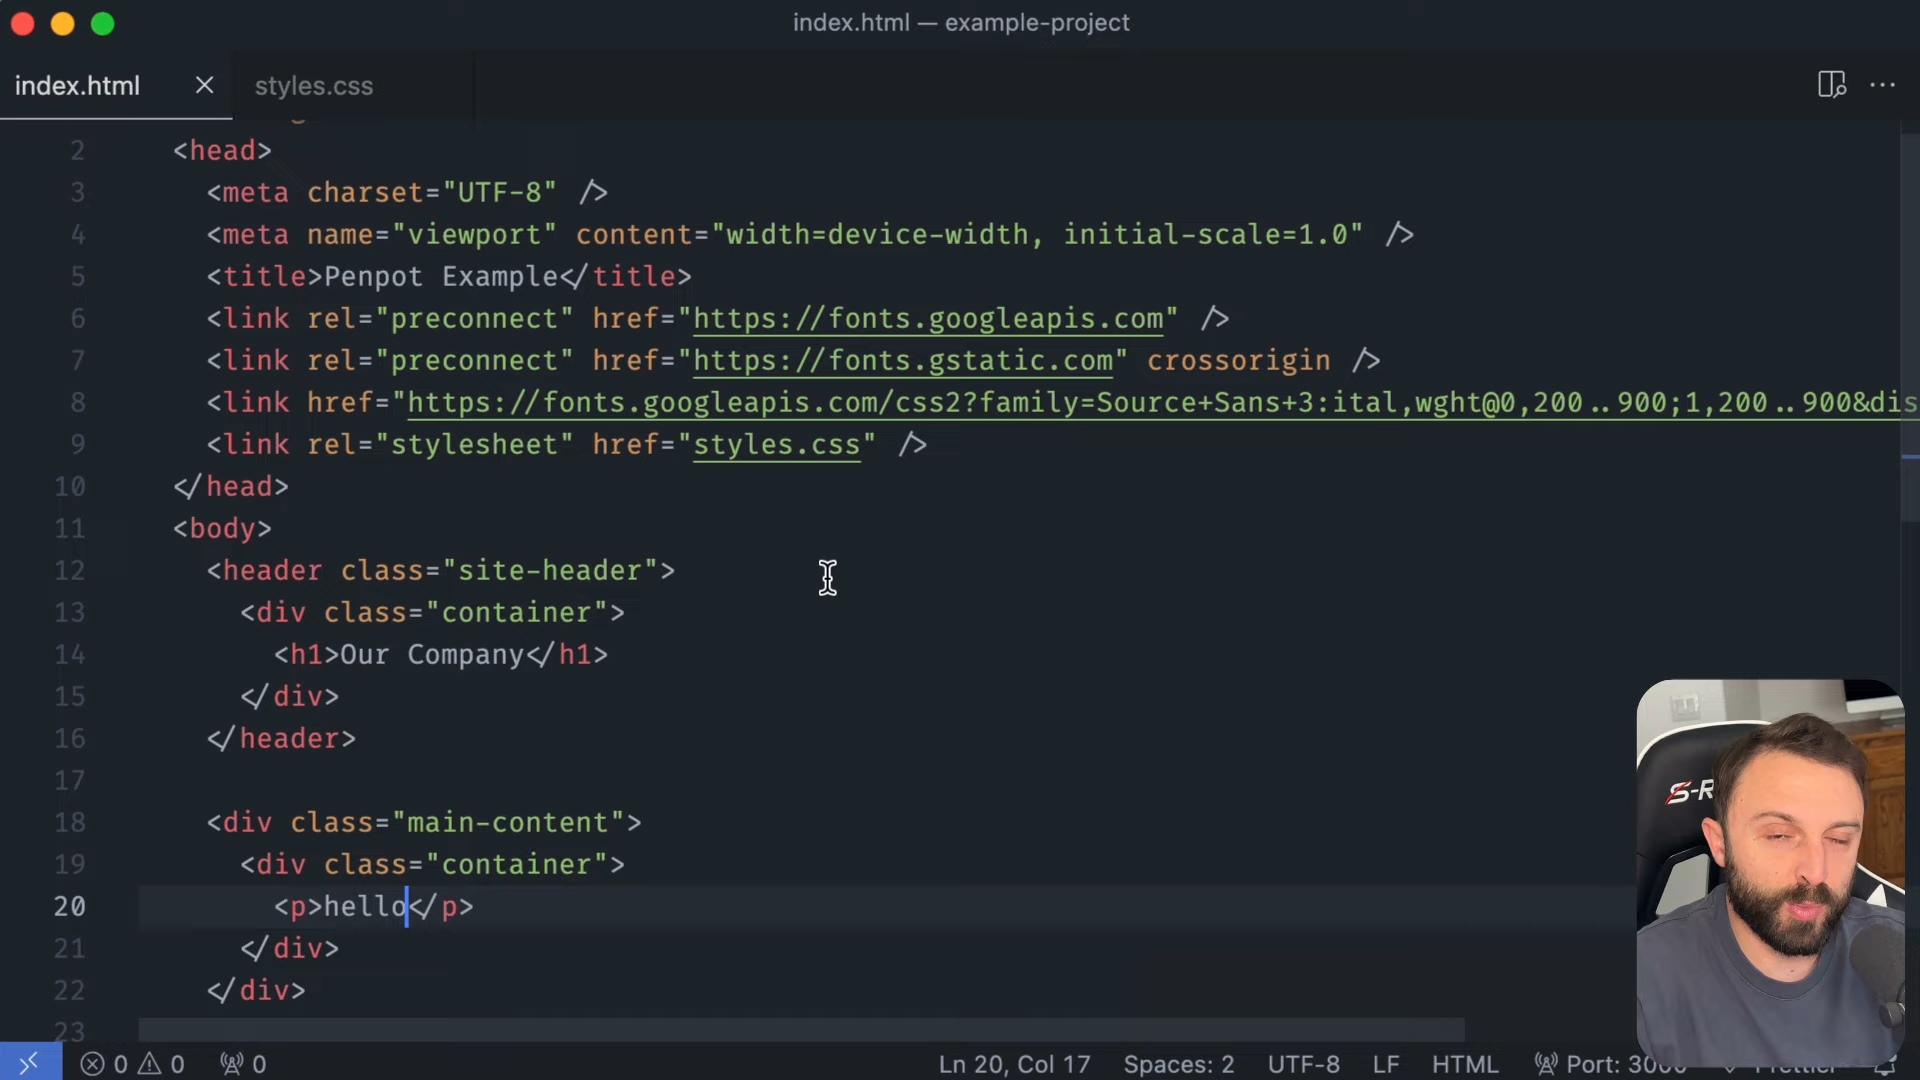 index.html — example-project
index.html
styles.css
2 <head>
3 <meta charset="UTF-8" />
4 <meta name="viewport" content="width=device-width, initial-scale=1.0" />
5 <title>Penpot Example</title>
6 <link rel="preconnect" href="https://fonts.googleapis.com" />
7 <link rel="preconnect" href="https://fonts.gstatic.com" crossorigin />
8 <link href="https://fonts.googleapis.com/css2?family=Source+Sans+3:ital,wght@0,200..900;1,200..900&dis
9 <link rel="stylesheet" href="styles.css" />
10 </head>
11 <body>
12 <header class="site-header">
13 <div class="container">
14 <h1>Our Company</h1>
15 </div>
16 </header>
17
18 <div class="main-content">
19 <div class="container">
20 <p>hello</p>
21 </div>
22 </div>
23
S-R
0 0 0 Ln 20, Col 17 Spaces: 2 UTF-8 LF HTML Port: